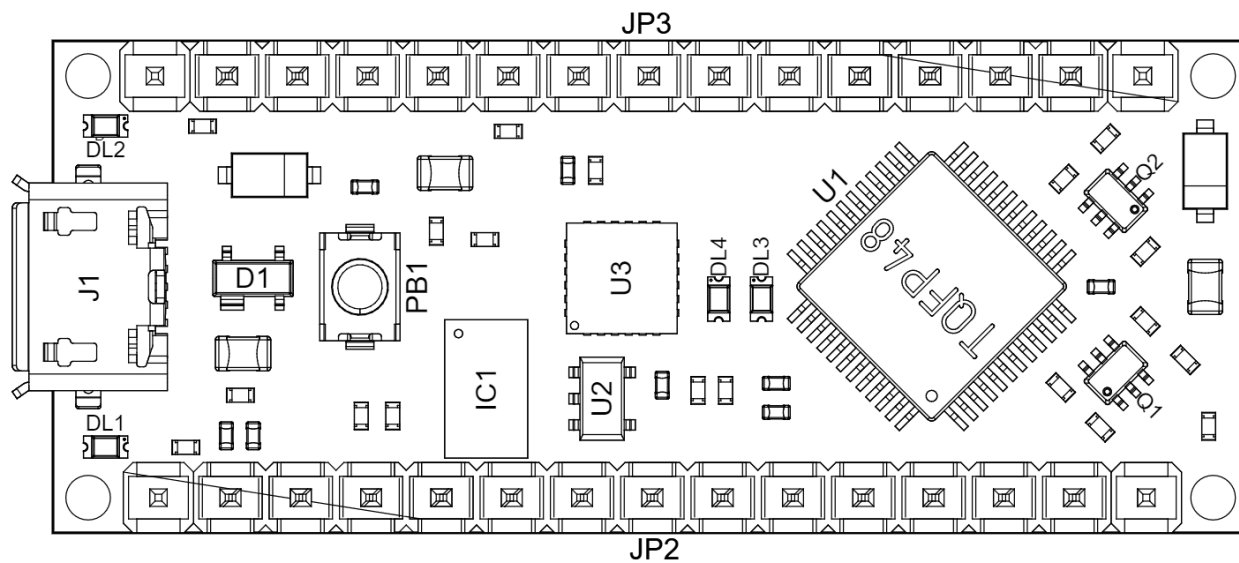 JP3
DL2
Q2
U1
J1
D1
PB1
U3
DL4
DL3
TQFP48
IC1
U2
DL1
Q1
JP2